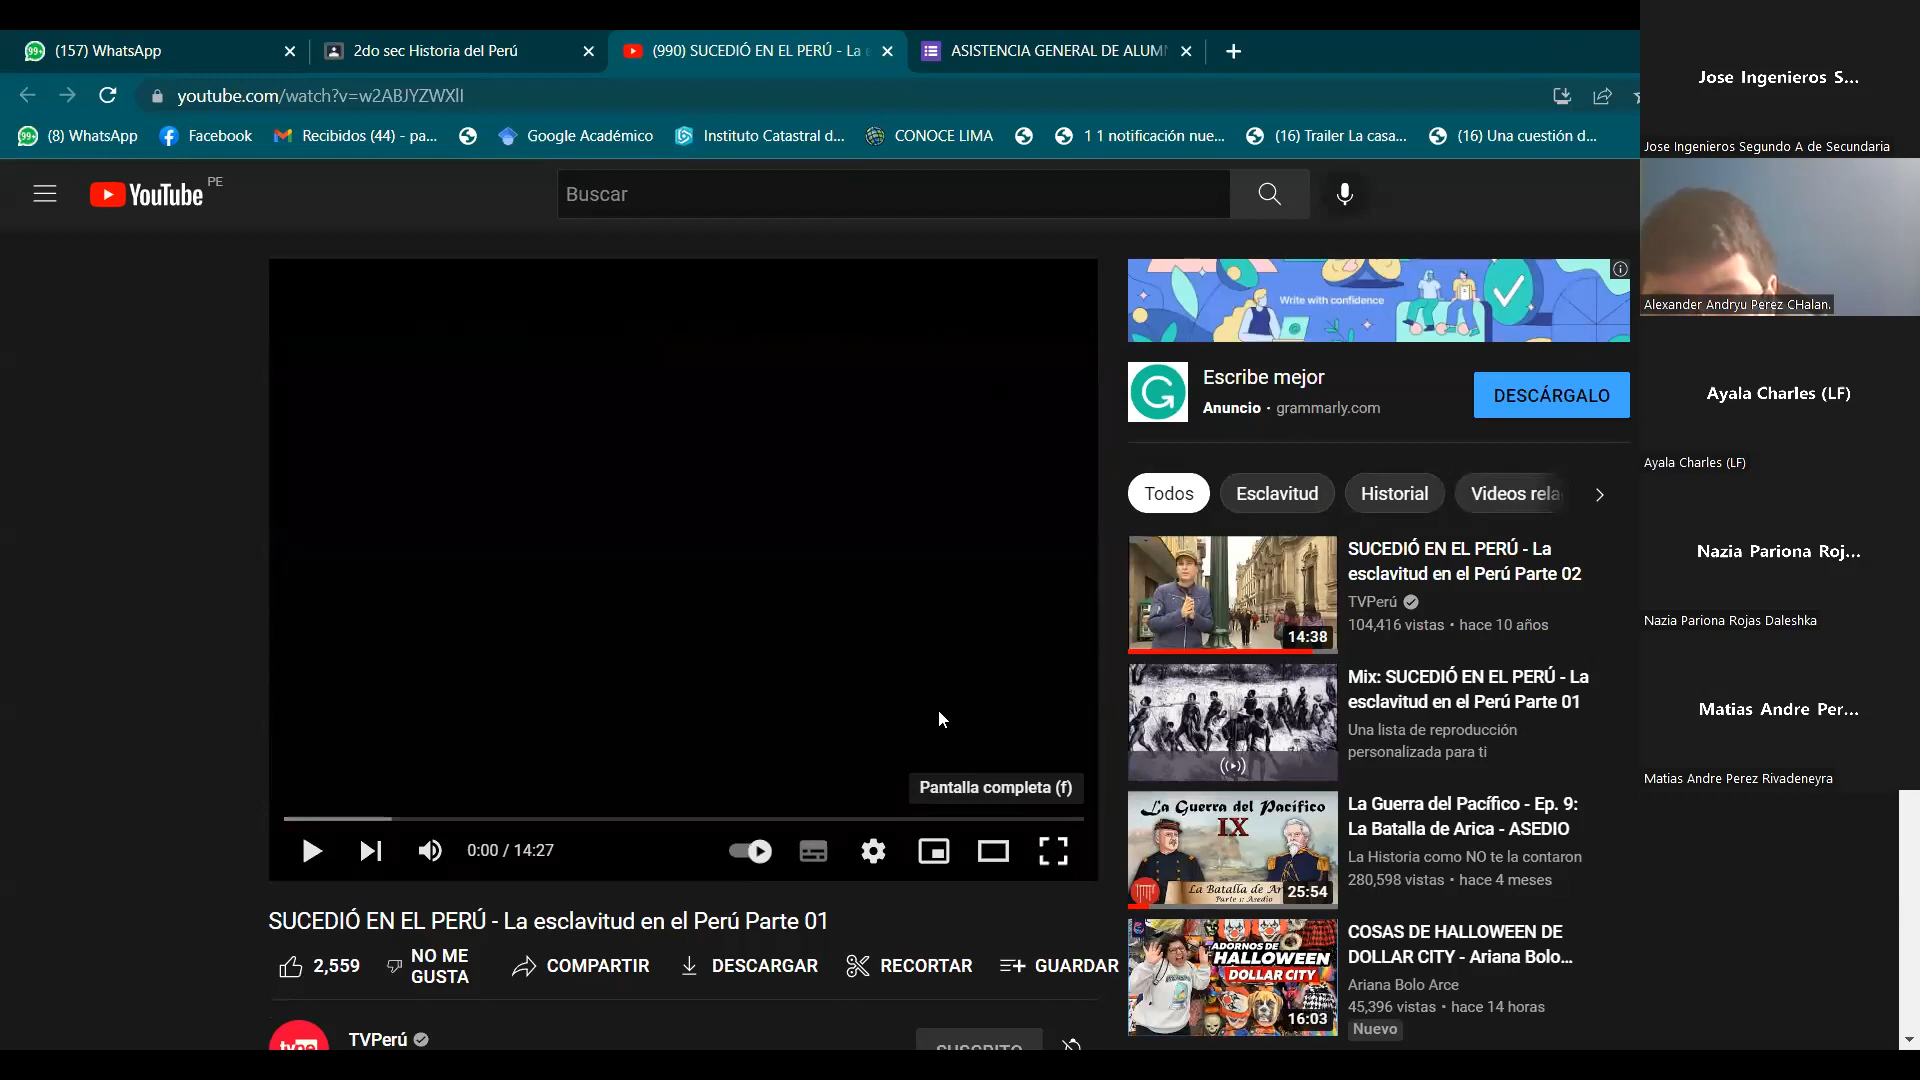 (157) WhatsApp
2do sec Historia del Perú
(990) SUCEDIÓ EN EL PERÚ - La e
ASISTENCIA GENERAL DE ALUM
youtube.com/watch?v=w2ABJYZWXlI
(8) WhatsApp
Facebook
Recibidos (44) - pa...
Google Académico
Instituto Catastral d...
CONOCE LIMA
1 1 notificación nue...
(16) Trailer La casa...
(16) Una cuestión d...
YouTube PE
Buscar
Pantalla completa (f)
0:00 / 14:27
SUCEDIÓ EN EL PERÚ - La esclavitud en el Perú Parte 01
2,559
NO ME
GUSTA
COMPARTIR
DESCARGAR
RECORTAR
GUARDAR
TVPerú
SUSCRITO
Write with confidence
Escribe mejor
Anuncio · grammarly.com
DESCÁRGALO
Todos
Esclavitud
Historial
Videos rela
SUCEDIÓ EN EL PERÚ - La
esclavitud en el Perú Parte 02
TVPerú
104,416 vistas · hace 10 años
14:38
Mix: SUCEDIÓ EN EL PERÚ - La
esclavitud en el Perú Parte 01
Una lista de reproducción
personalizada para ti
La Guerra del Pacífico
IX
La Batalla de Ar
Parte 1: Asedio
25:54
La Guerra del Pacífico - Ep. 9:
La Batalla de Arica - ASEDIO
La Historia como NO te la contaron
280,598 vistas · hace 4 meses
ADORNOS DE
HALLOWEEN
DOLLAR CITY
16:03
COSAS DE HALLOWEEN DE
DOLLAR CITY - Ariana Bolo...
Ariana Bolo Arce
45,396 vistas · hace 14 horas
Nuevo
Jose Ingenieros S...
Jose Ingenieros Segundo A de Secundaria
Alexander Andryu Perez CHalan.
Ayala Charles (LF)
Ayala Charles (LF)
Nazia Pariona Roj...
Nazia Pariona Rojas Daleshka
Matias Andre Per...
Matias Andre Perez Rivadeneyra